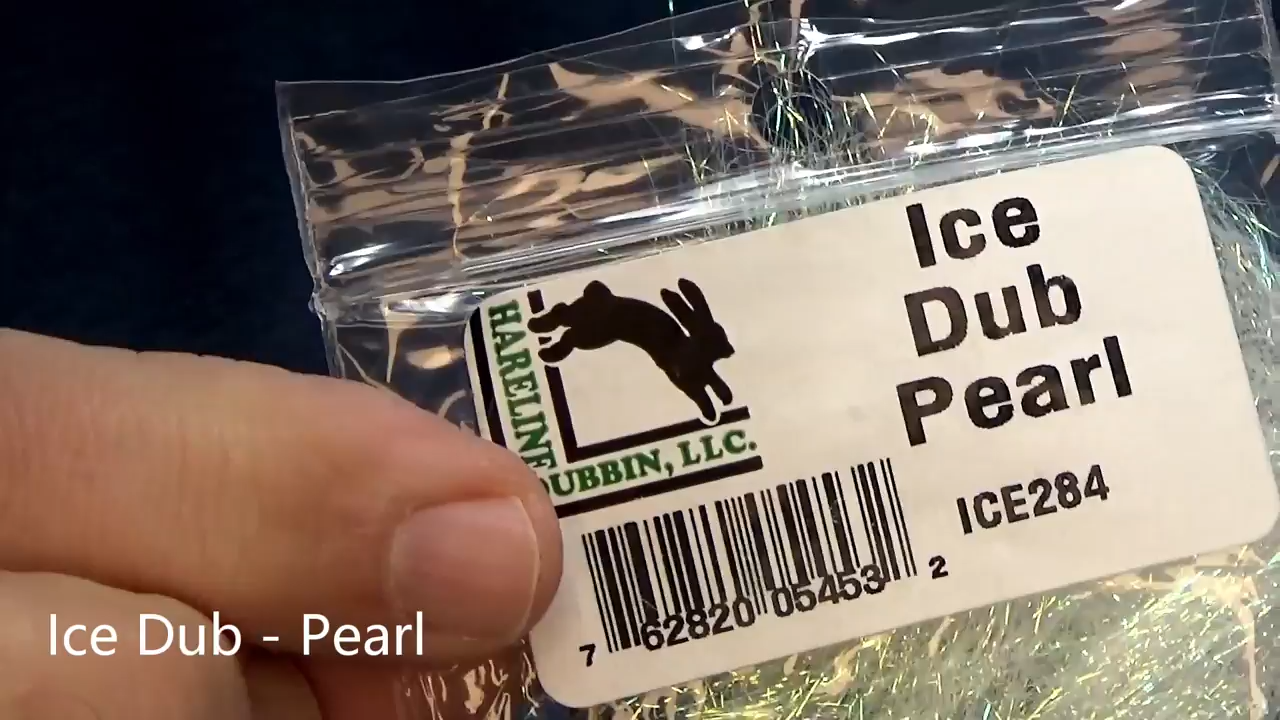 Ice
Dub
Pearl
HARELINE
DUBBIN, LLC.
ICE284
7 62820 05453 2
Ice Dub - Pearl